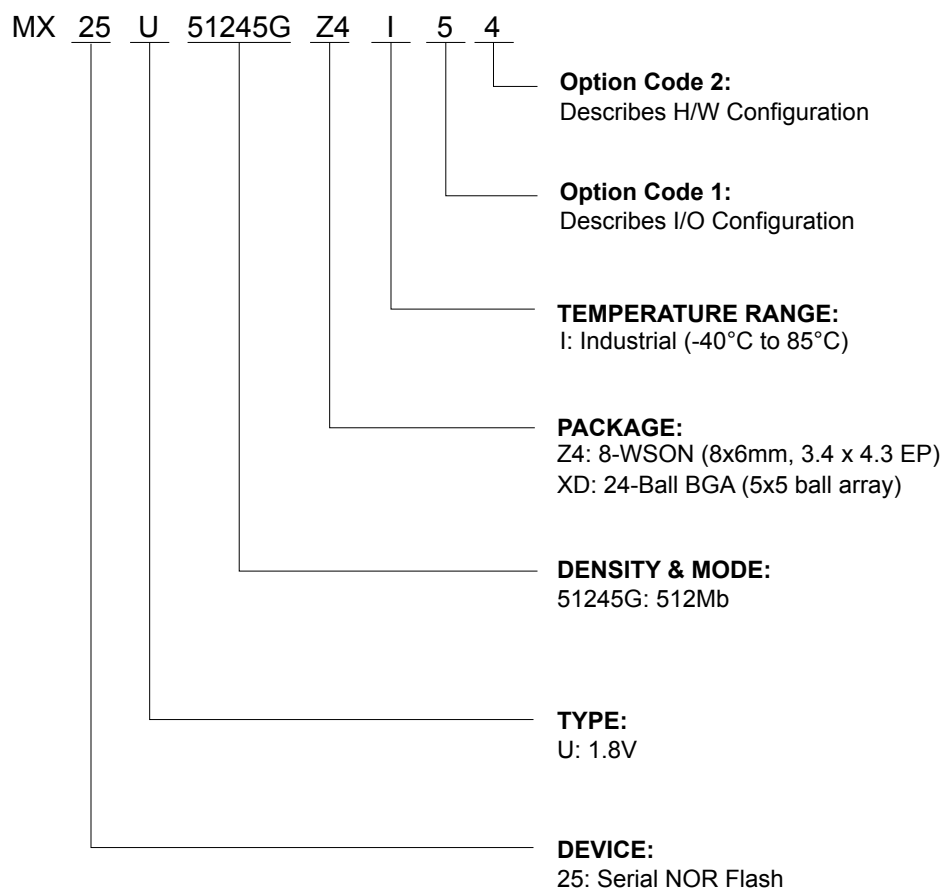 MX 25 U 51245G Z4 I 5 4
Option Code 2:
Describes H/W Configuration
Option Code 1:
Describes I/O Configuration
TEMPERATURE RANGE:
I: Industrial (-40°C to 85°C)
PACKAGE:
Z4: 8-WSON (8x6mm, 3.4 x 4.3 EP)
XD: 24-Ball BGA (5x5 ball array)
DENSITY & MODE:
51245G: 512Mb
TYPE:
U: 1.8V
DEVICE:
25: Serial NOR Flash